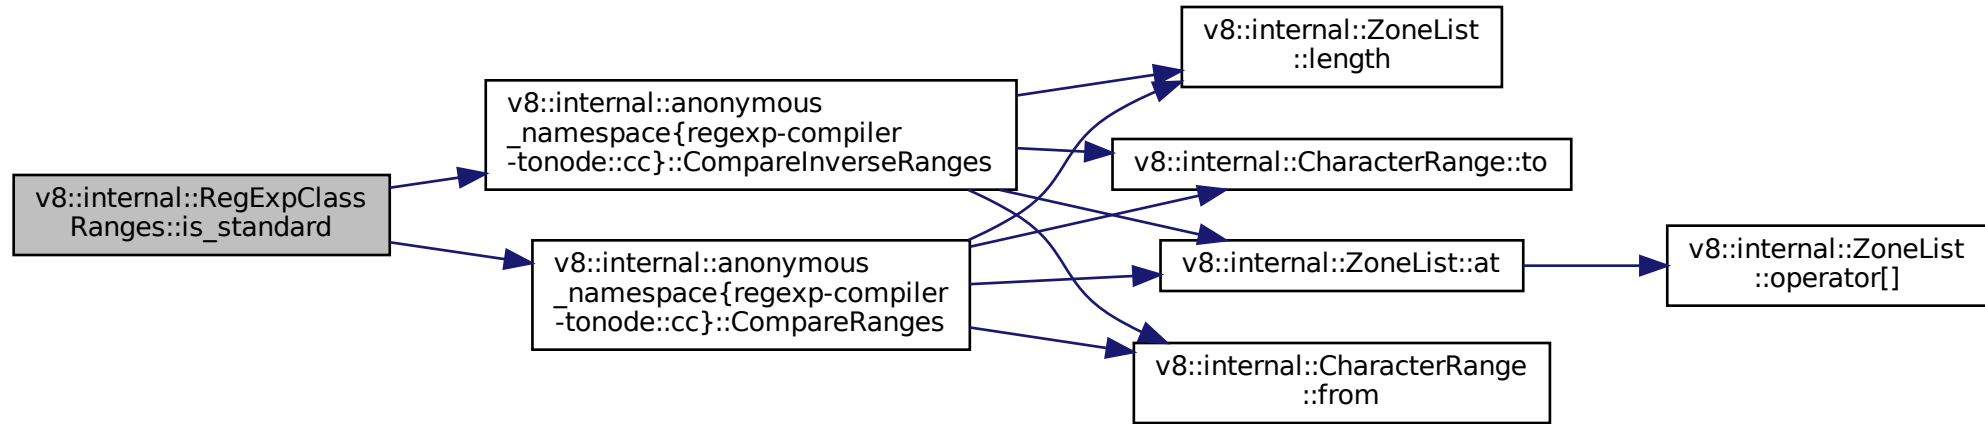 v8::internal::RegExpClass
Ranges::is_standard
v8::internal::anonymous
_namespace{regexp-compiler
-tonode::cc}::CompareInverseRanges
v8::internal::anonymous
_namespace{regexp-compiler
-tonode::cc}::CompareRanges
v8::internal::ZoneList
::length
v8::internal::CharacterRange::to
v8::internal::ZoneList::at
v8::internal::CharacterRange
::from
v8::internal::ZoneList
::operator[]